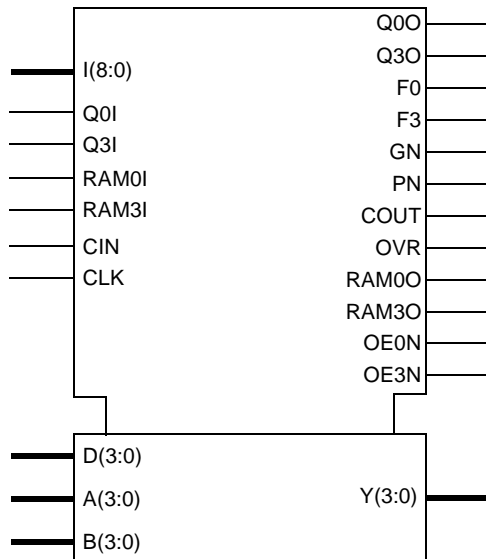 I(8:0)
Q0I
Q3I
RAM0I
RAM3I
CIN
CLK
Q0O
Q3O
F0
F3
GN
PN
COUT
OVR
RAM0O
RAM3O
OE0N
OE3N
D(3:0)
A(3:0)
B(3:0)
Y(3:0)